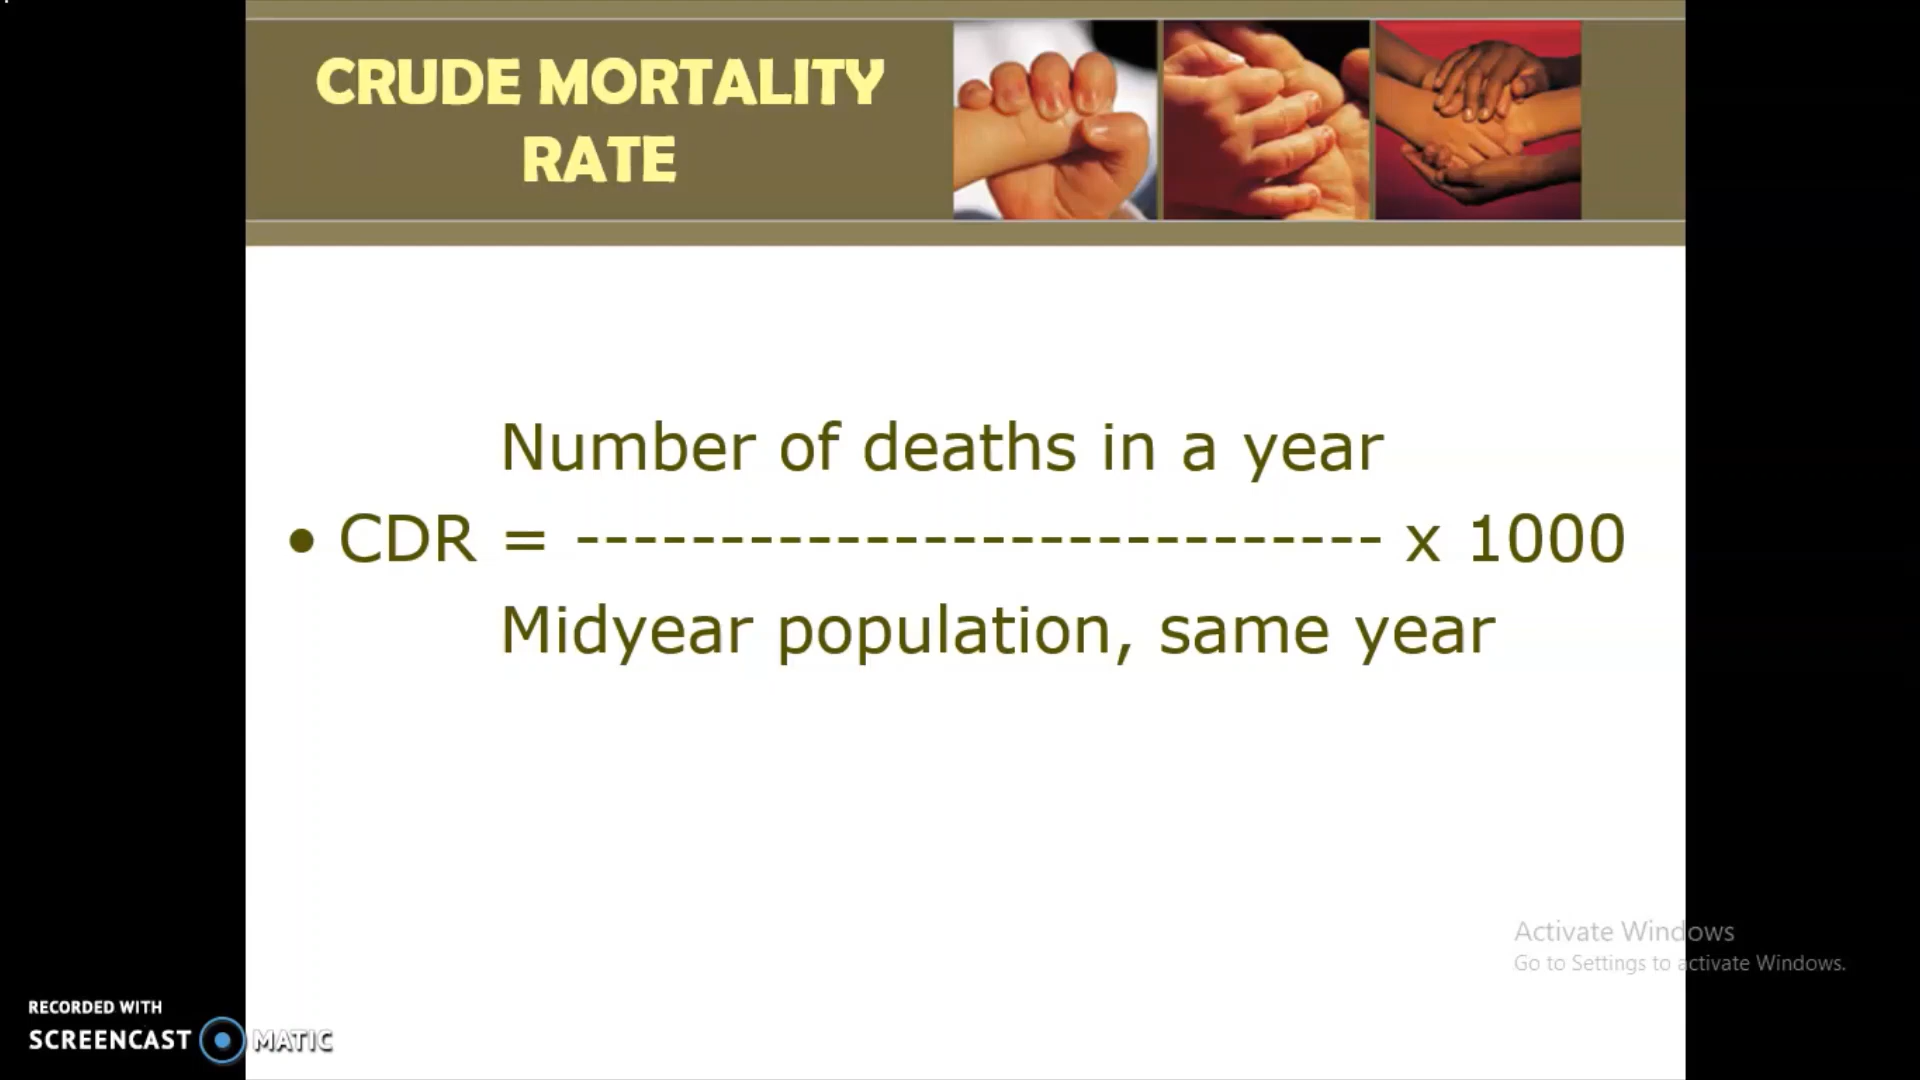 CRUDE MORTALITY
RATE
Number of deaths in a year
• CDR = ---------------------------- x 1000
Midyear population, same year
Activate Windows
Go to Settings to activate Windows.
RECORDED WITH
SCREENCAST MATIC